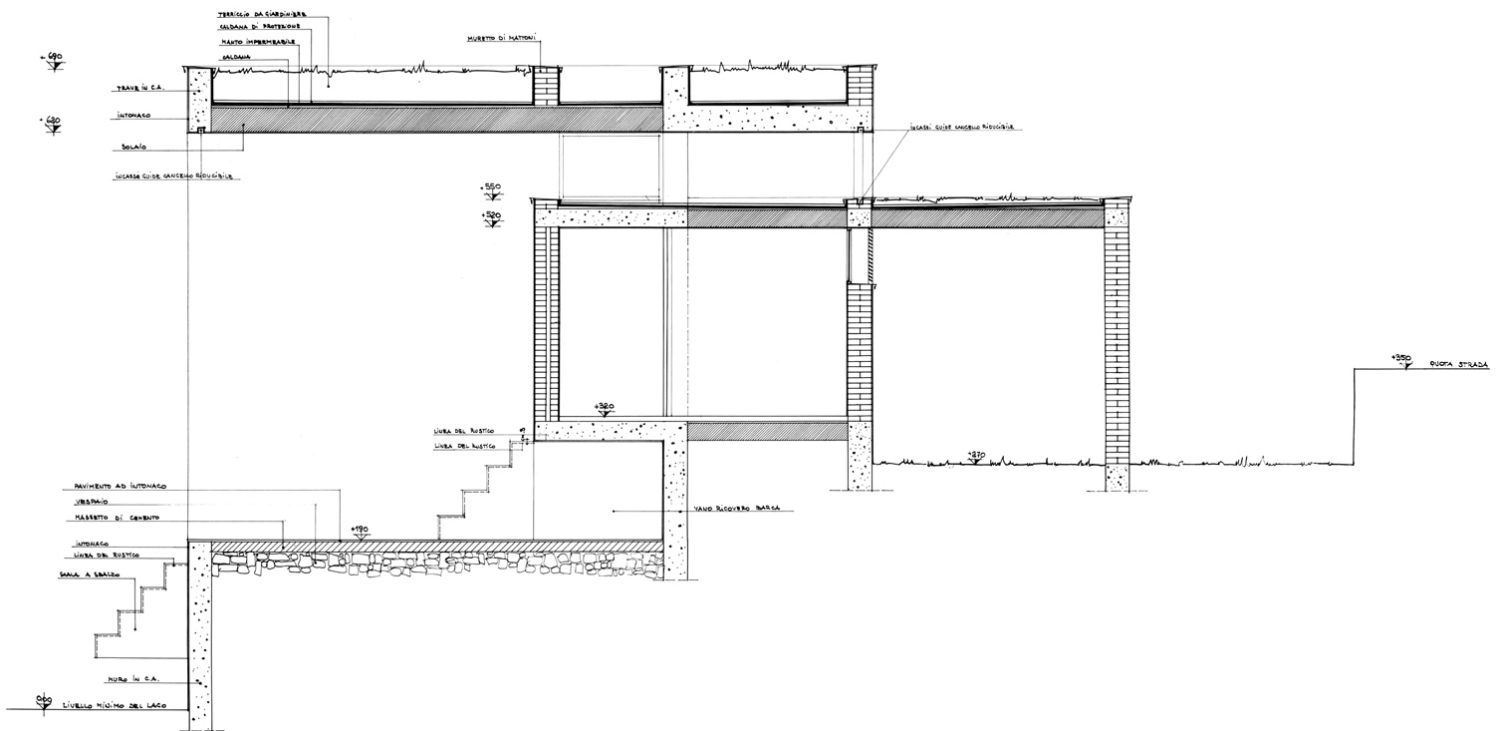 TERRICCIO DA GIARDINIERE
CALDANA DI PROTEZIONE
MANTO IMPERMEABILE
CALDANA
MURETTO DI MATTONI
+690
TRAVE IN C.A.
INTONACO
+620
SOLAIO
INCASSI GUIDE CANCELLO RIDUCIBILE
INCASSI GUIDE CANCELLO RIDUCIBILE
+550
+520
+350
QUOTA STRADA
+320
LINEA DEL RUSTICO
LINEA DEL RUSTICO
+270
PAVIMENTO AD INTONACO
VESPAIO
MASSETTO DI CEMENTO
VANO RICOVERO BARCA
+190
INTONACO
LINEA DEL RUSTICO
SCALA A SBALZO
MURO IN C.A.
0.00
LIVELLO MINIMO DEL LAGO